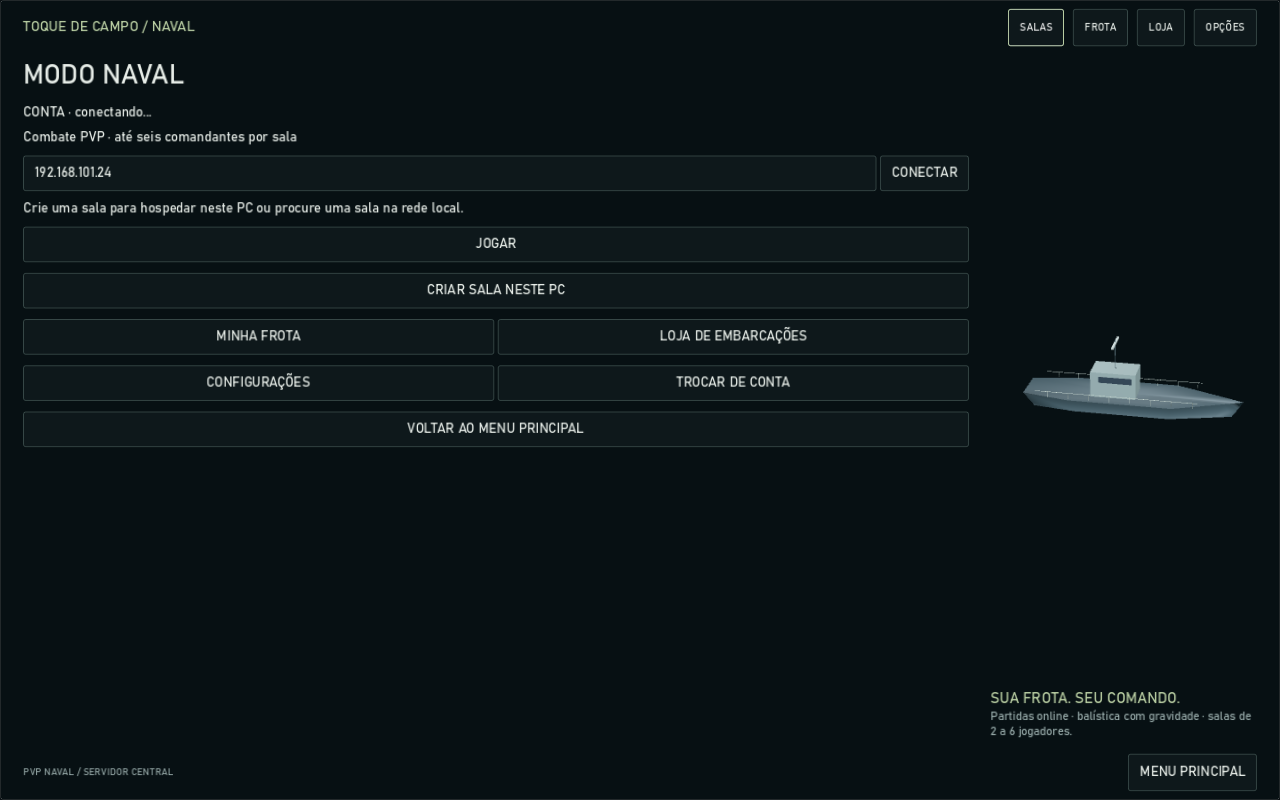 TOQUE DE CAMPO / NAVAL
SALAS
FROTA
LOJA
OPÇÕES
MODO NAVAL
CONTA · conectando...
Combate PVP · até seis comandantes por sala
192.168.101.24
CONECTAR
Crie uma sala para hospedar neste PC ou procure uma sala na rede local.
JOGAR
CRIAR SALA NESTE PC
MINHA FROTA
LOJA DE EMBARCAÇÕES
CONFIGURAÇÕES
TROCAR DE CONTA
VOLTAR AO MENU PRINCIPAL
SUA FROTA. SEU COMANDO.
Partidas online · balística com gravidade · salas de
2 a 6 jogadores.
PVP NAVAL / SERVIDOR CENTRAL
MENU PRINCIPAL